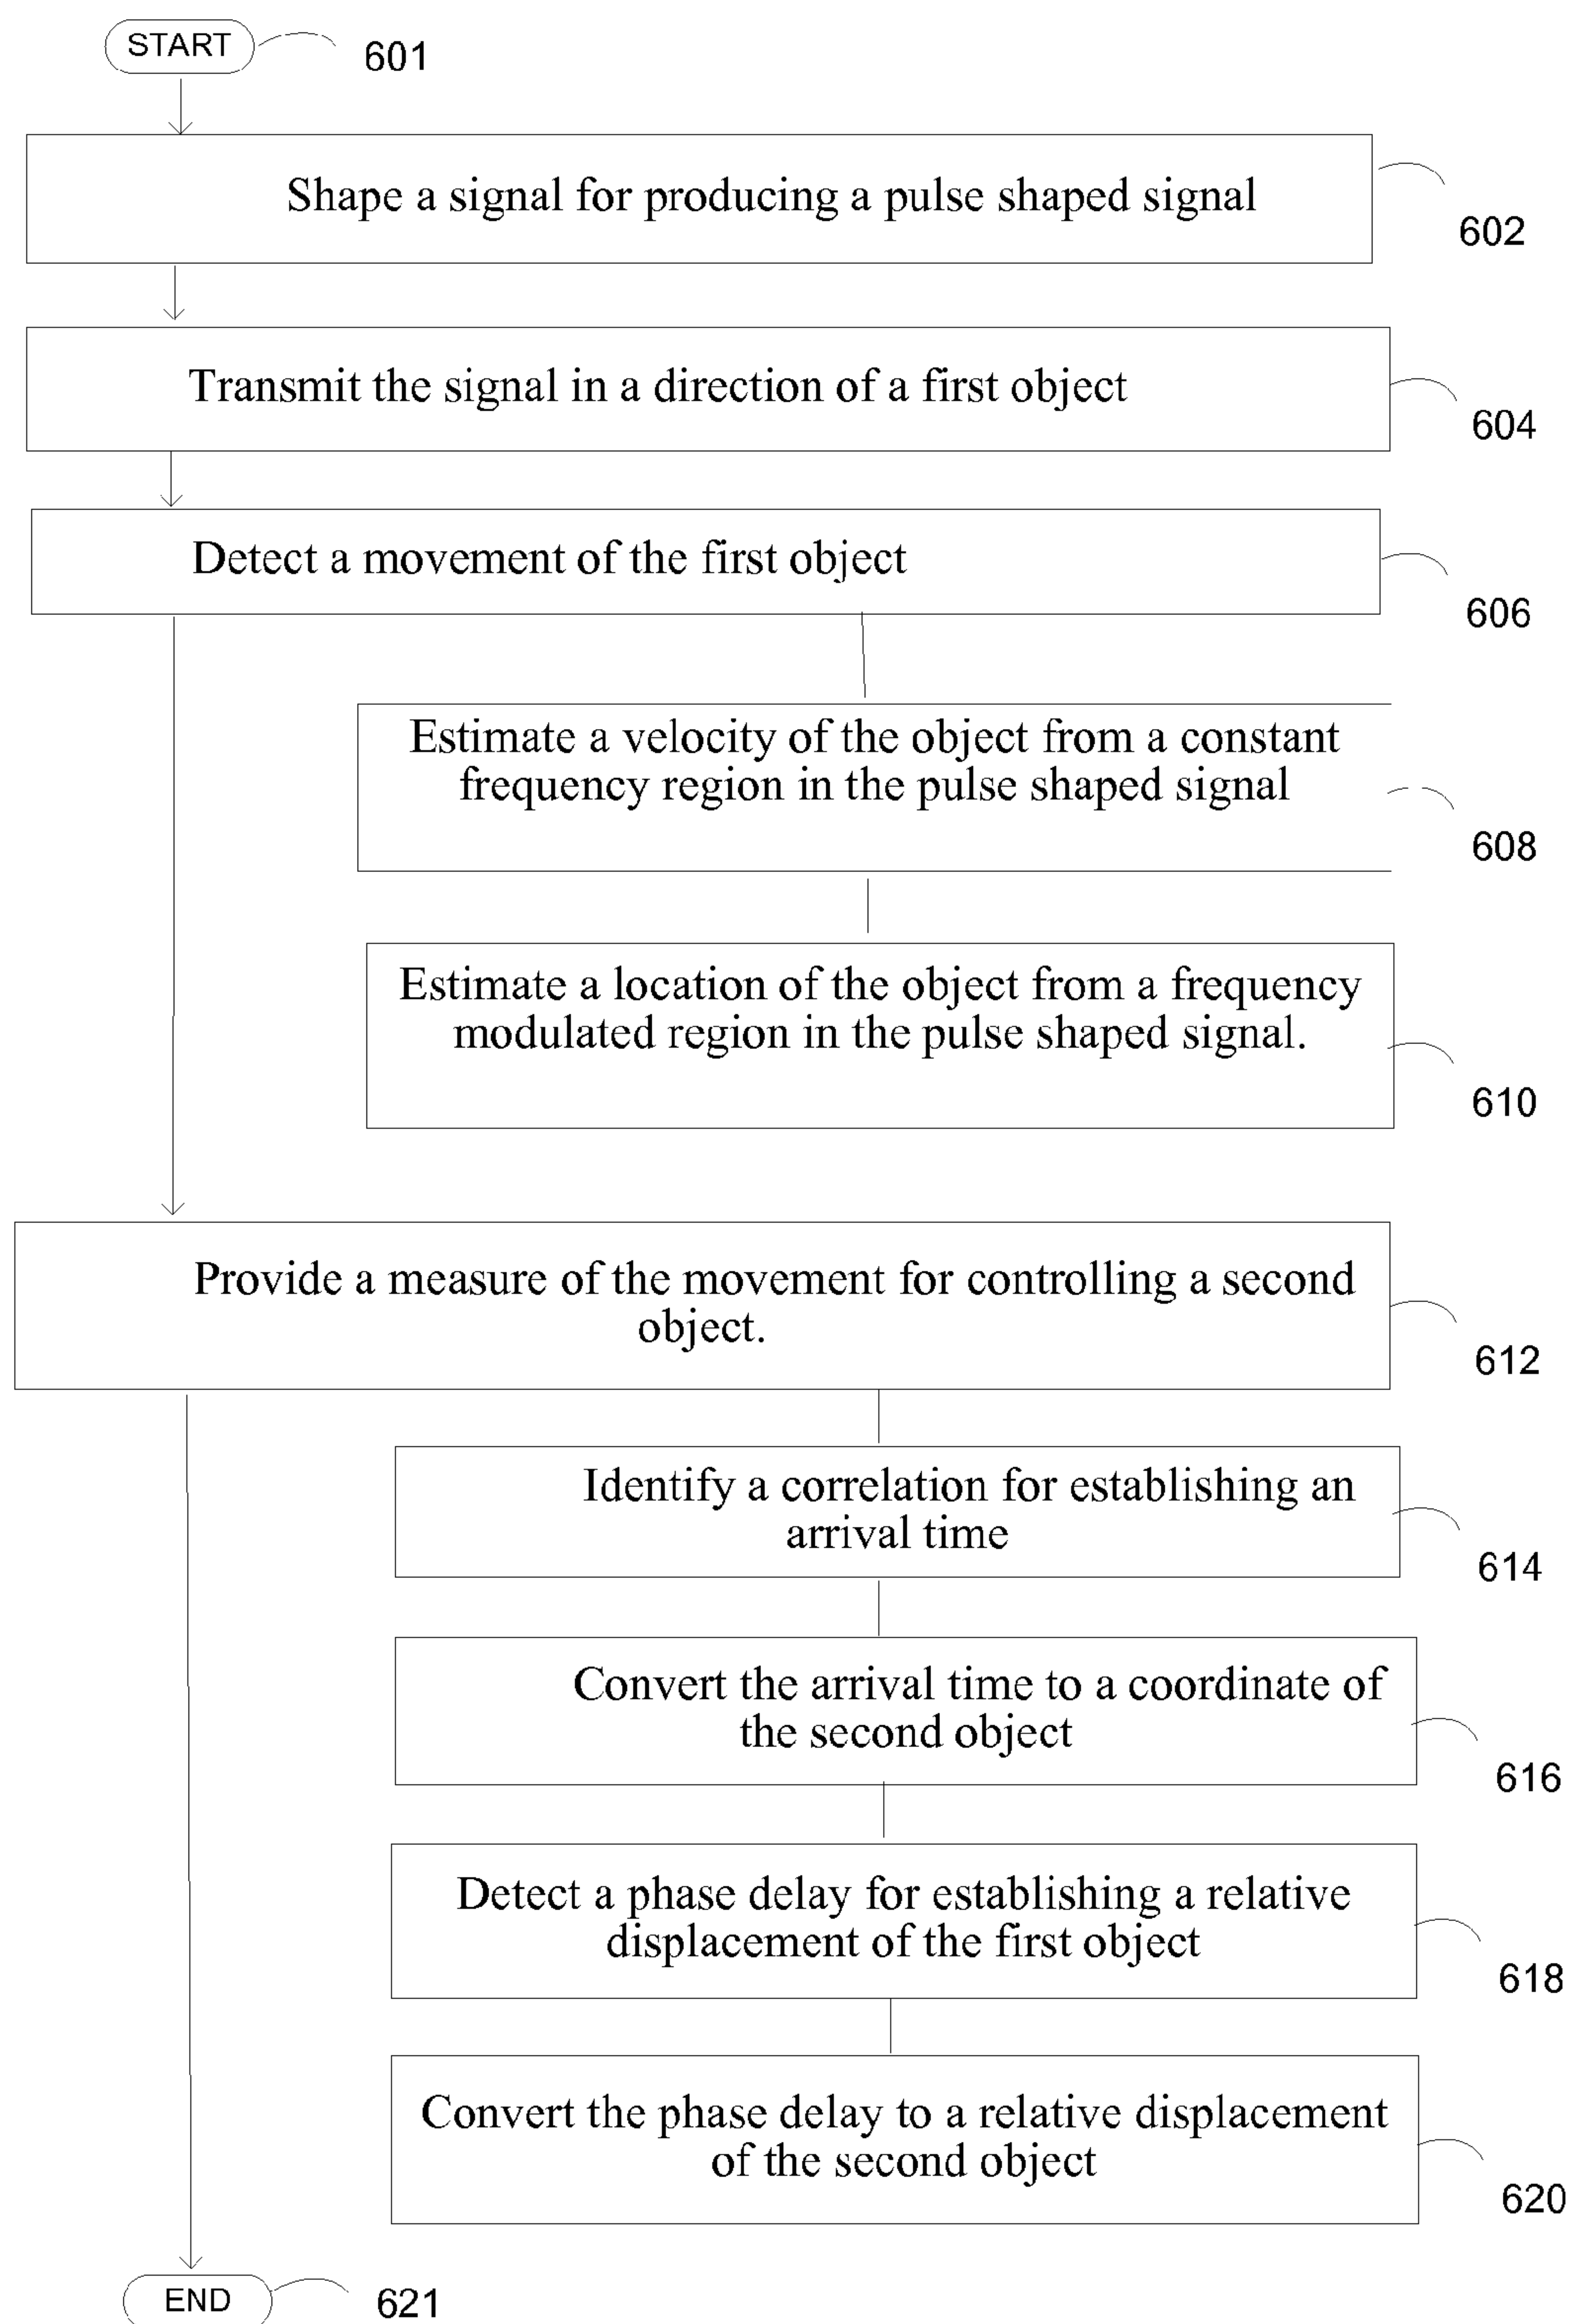 START
601
Shape a signal for producing a pulse shaped signal
602
Transmit the signal in a direction of a first object
604
Detect a movement of the first object
606
Estimate a velocity of the object from a constant
frequency region in the pulse shaped signal
608
Estimate a location of the object from a frequency
modulated region in the pulse shaped signal.
610
Provide a measure of the movement for controlling a second
object.
612
Identify a correlation for establishing an
arrival time
614
Convert the arrival time to a coordinate of
the second object
616
Detect a phase delay for establishing a relative
displacement of the first object
618
Convert the phase delay to a relative displacement
of the second object
620
END
621